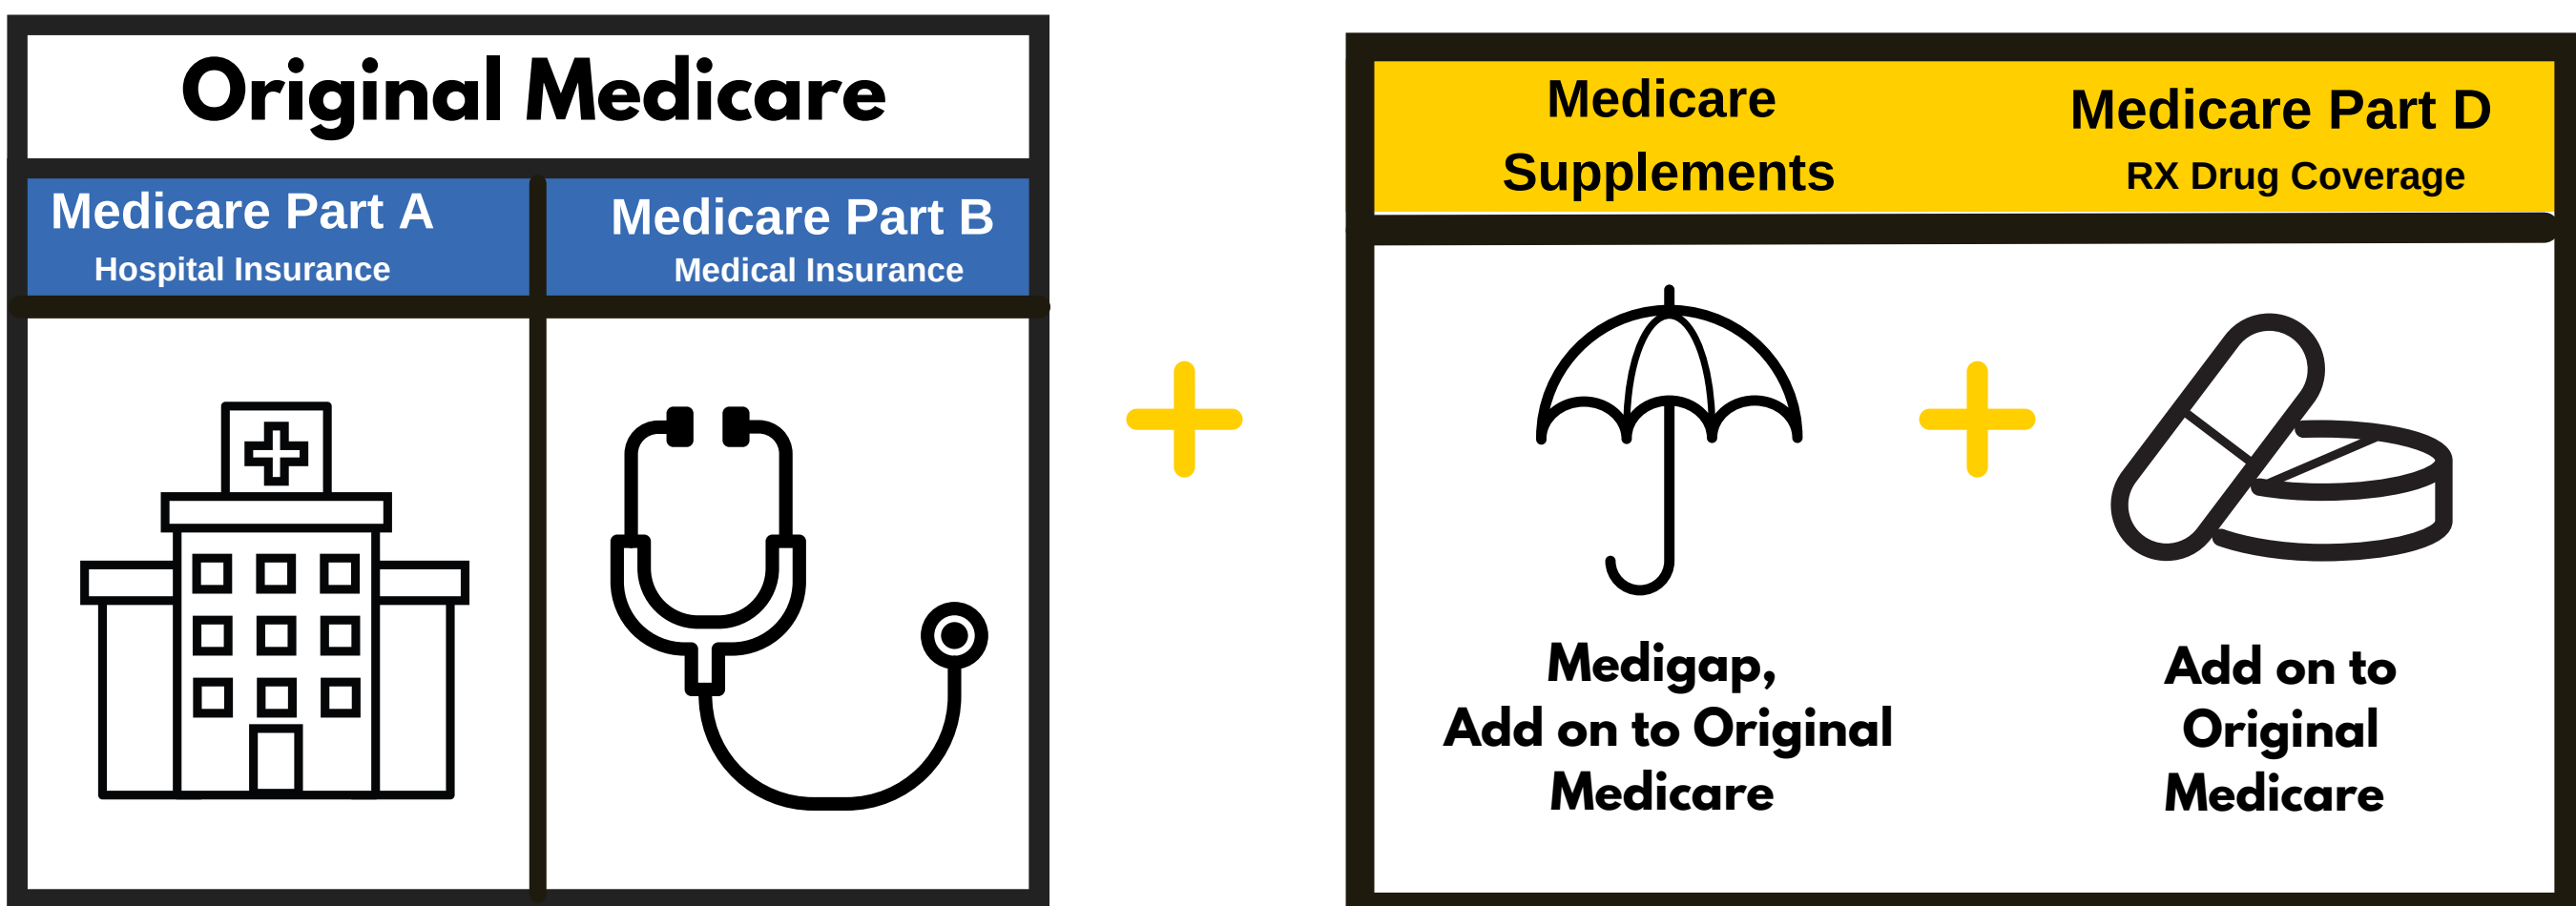 Original Medicare
Medicare Part A
Hospital Insurance
Medicare Part B
Medical Insurance
Medicare
Supplements
Medicare Part D
RX Drug Coverage
Medigap,
Add on to Original
Medicare
Add on to
Original
Medicare